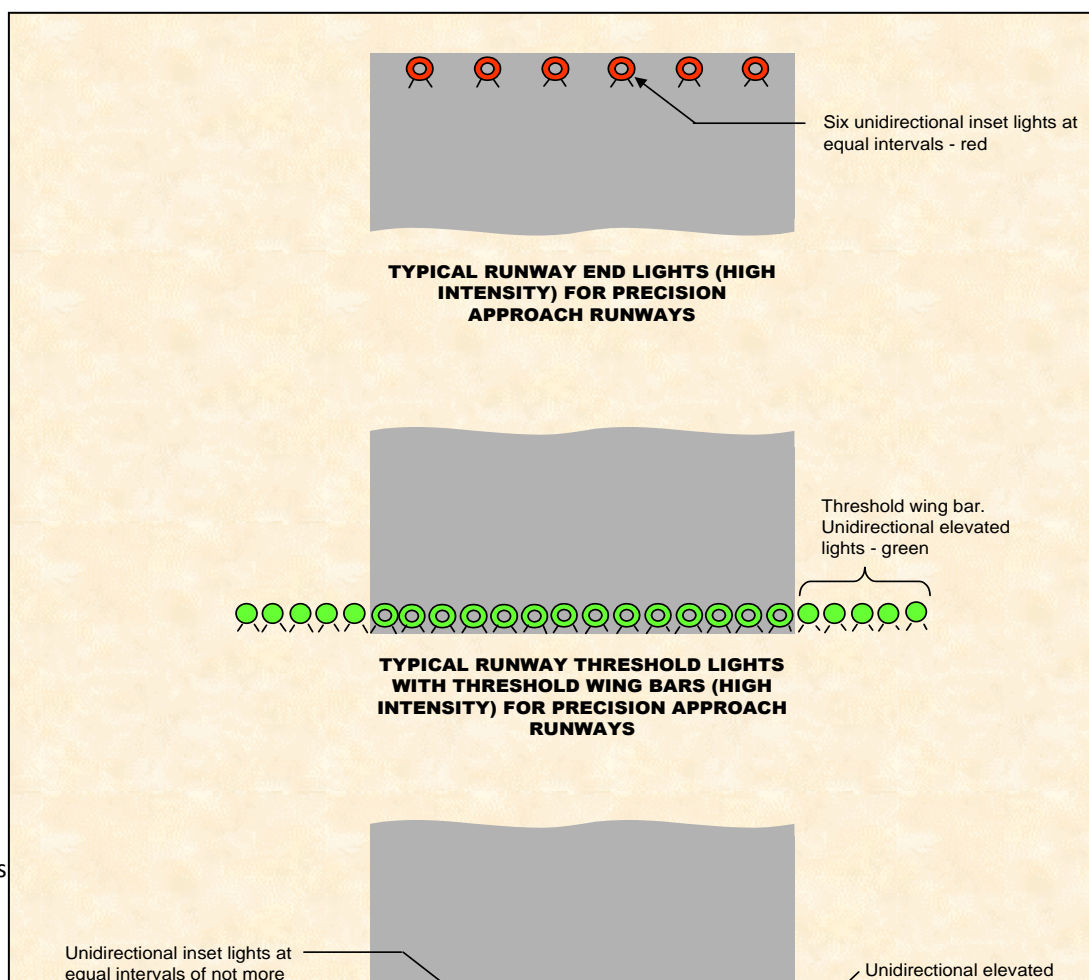 Six unidirectional inset lights at
equal intervals - red
TYPICAL RUNWAY END LIGHTS (HIGH
INTENSITY) FOR PRECISION
APPROACH RUNWAYS
Threshold wing bar.
Unidirectional elevated
lights - green
TYPICAL RUNWAY THRESHOLD LIGHTS
WITH THRESHOLD WING BARS (HIGH
INTENSITY) FOR PRECISION APPROACH
RUNWAYS
s
Unidirectional inset lights at
equal intervals of not more
Unidirectional elevated